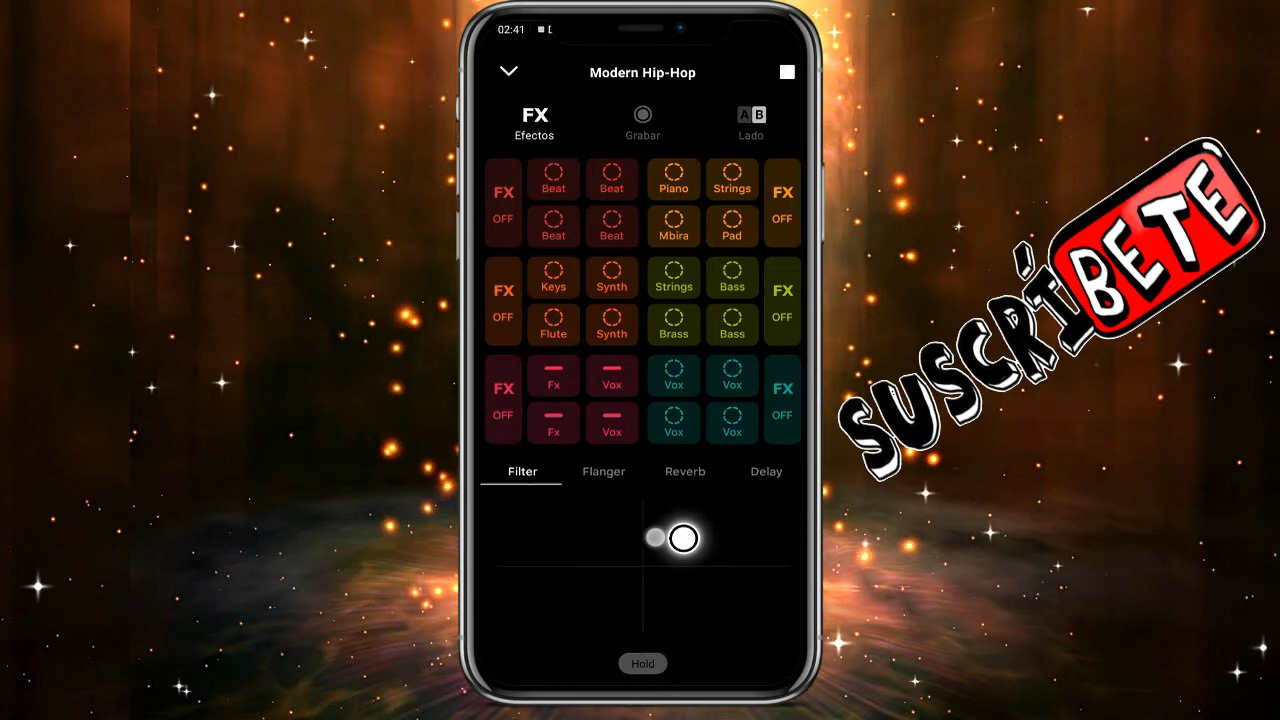 02:41
Modern Hip-Hop
FX
A B
Efectos
Grabar
Lado
FX Beat Beat Piano Strings FX
OFF Beat Beat Mbira Pad OFF
FX Keys Synth Strings Bass FX
OFF Flute Synth Brass Bass OFF
FX Fx Vox Vox Vox FX
OFF Fx Vox Vox Vox OFF
Filter Flanger Reverb Delay
Hold
SUSCRÍBETE